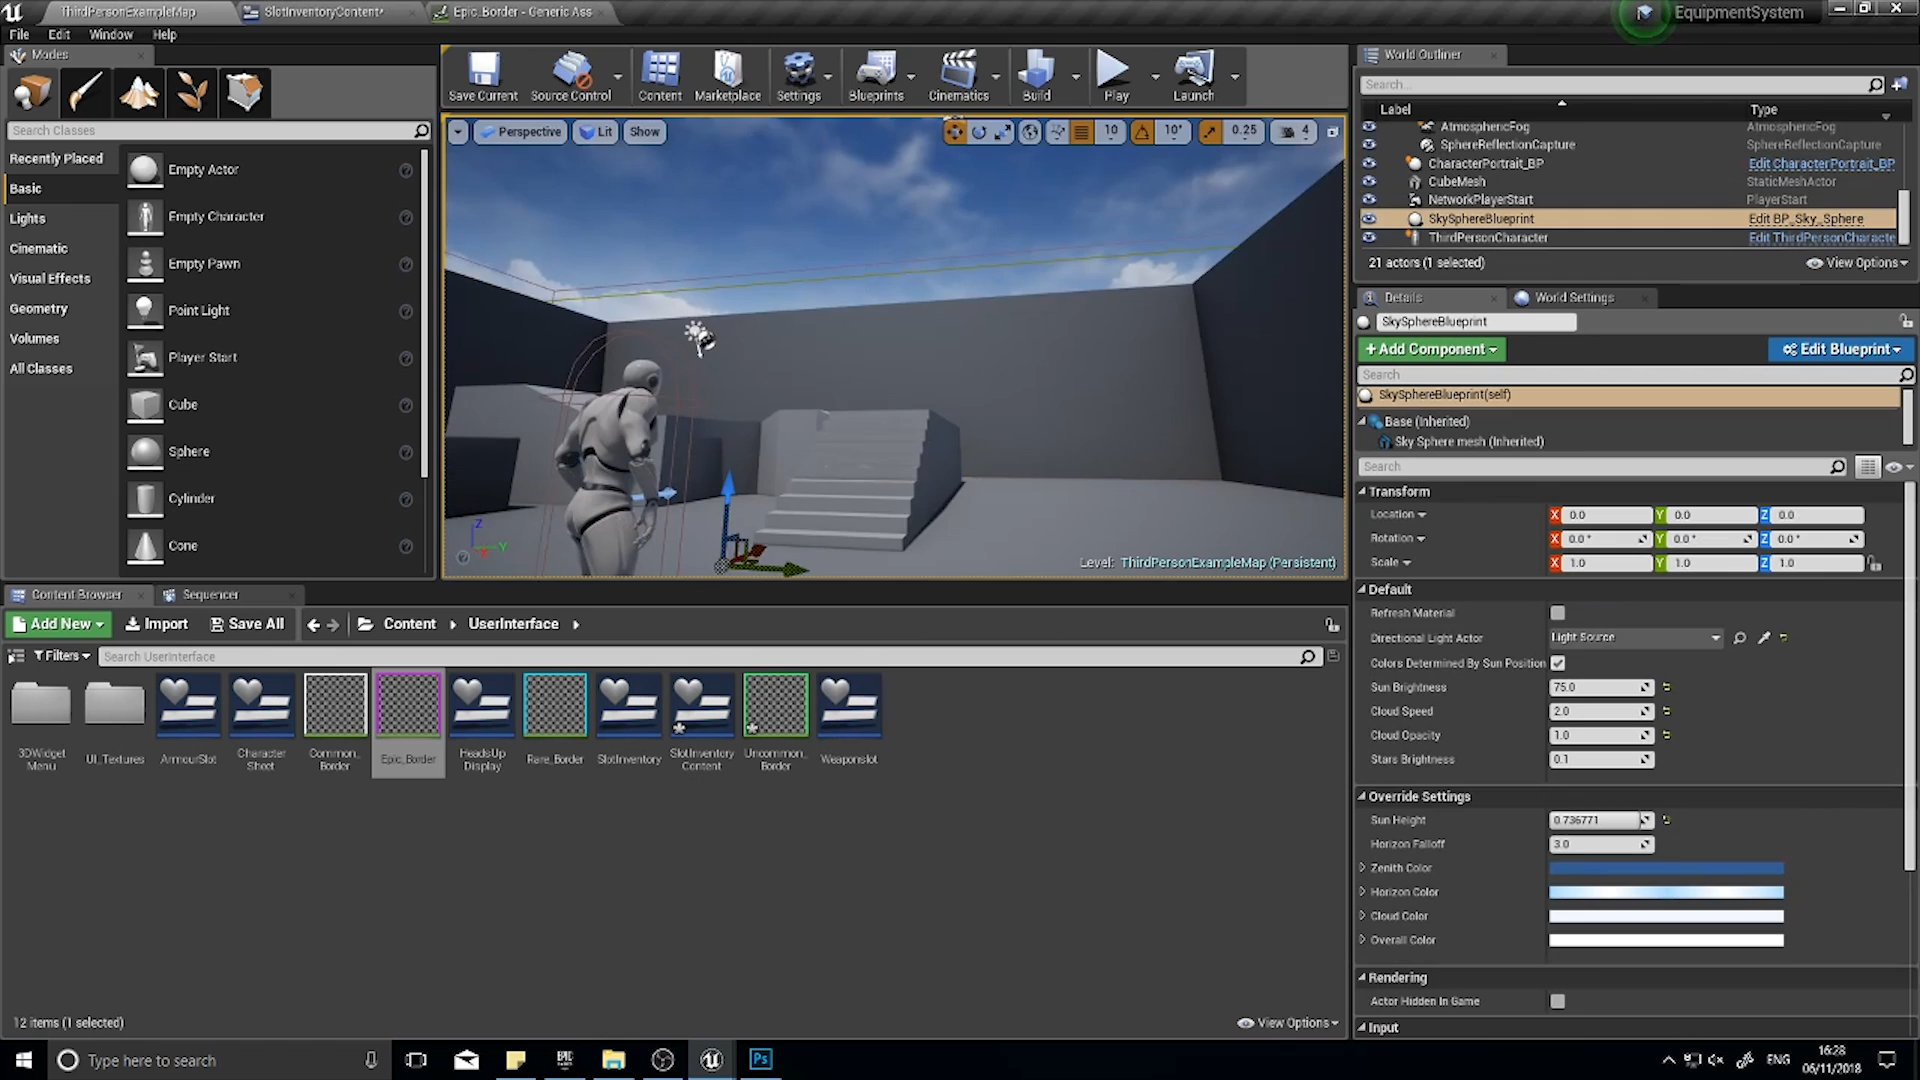 ThirdPersonExampleMap
SlotInventoryContent*
Epic_Border - Generic Ass
EquipmentSystem
File Edit Window Help
Modes
Search Classes
Recently Placed
Basic
Lights
Cinematic
Visual Effects
Geometry
Volumes
All Classes
Empty Actor
Empty Character
Empty Pawn
Point Light
Player Start
Cube
Sphere
Cylinder
Cone
Save Current
Source Control
Content
Marketplace
Settings
Blueprints
Cinematics
Build
Play
Launch
Perspective
Lit
Show
10
10°
0.25
4
Z
Y
Level: ThirdPersonExampleMap (Persistent)
World Outliner
Search...
Label Type
AtmosphericFog AtmosphericFog
SphereReflectionCapture SphereReflectionCapture
CharacterPortrait_BP Edit CharacterPortrait_BP
CubeMesh StaticMeshActor
NetworkPlayerStart PlayerStart
SkySphereBlueprint Edit BP_Sky_Sphere
ThirdPersonCharacter Edit ThirdPersonCharacte
21 actors (1 selected)
View Options
Details
World Settings
SkySphereBlueprint
+ Add Component
Edit Blueprint
Search
SkySphereBlueprint(self)
Base (Inherited)
Sky Sphere mesh (Inherited)
Search
Transform
Location X 0.0 Y 0.0 Z 0.0
Rotation X 0.0 ° Y 0.0 ° Z 0.0 °
Scale X 1.0 Y 1.0 Z 1.0
Default
Refresh Material
Directional Light Actor Light Source
Colors Determined By Sun Position
Sun Brightness 75.0
Cloud Speed 2.0
Cloud Opacity 1.0
Stars Brightness 0.1
Override Settings
Sun Height 0.736771
Horizon Falloff 3.0
Zenith Color
Horizon Color
Cloud Color
Overall Color
Rendering
Actor Hidden In Game
Input
Content Browser
Sequencer
Add New
Import
Save All
Content
UserInterface
Filters
Search UserInterface
3DWidget
Menu
UI_Textures
ArmourSlot
Character
Sheet
Common_
Border
Epic_Border
HeadsUp
Display
Rare_Border
SlotInventory
SlotInventory
Content
Uncommon_
Border
Weaponslot
12 items (1 selected)
View Options
Type here to search
EPIC
Ps
ENG
16:28
06/11/2018